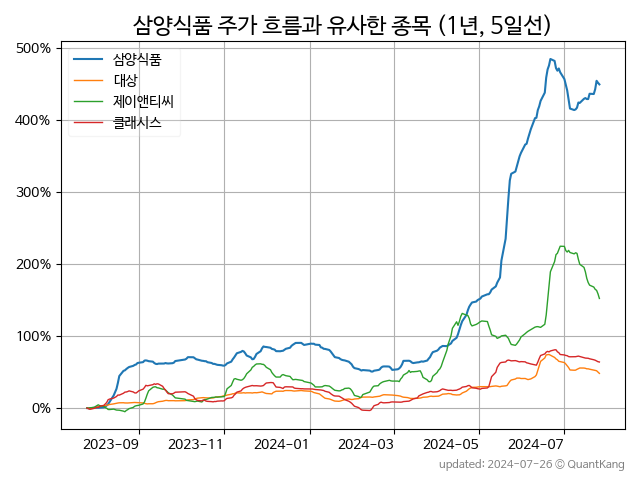 삼양식품 주가 흐름과 유사한 종목 (1년, 5일선)
500%
400%
300%
200%
100%
0%
삼양식품
대상
제이앤티씨
클래시스
2023-09
2023-11
2024-01
2024-03
2024-05
2024-07
updated: 2024-07-26 © QuantKang